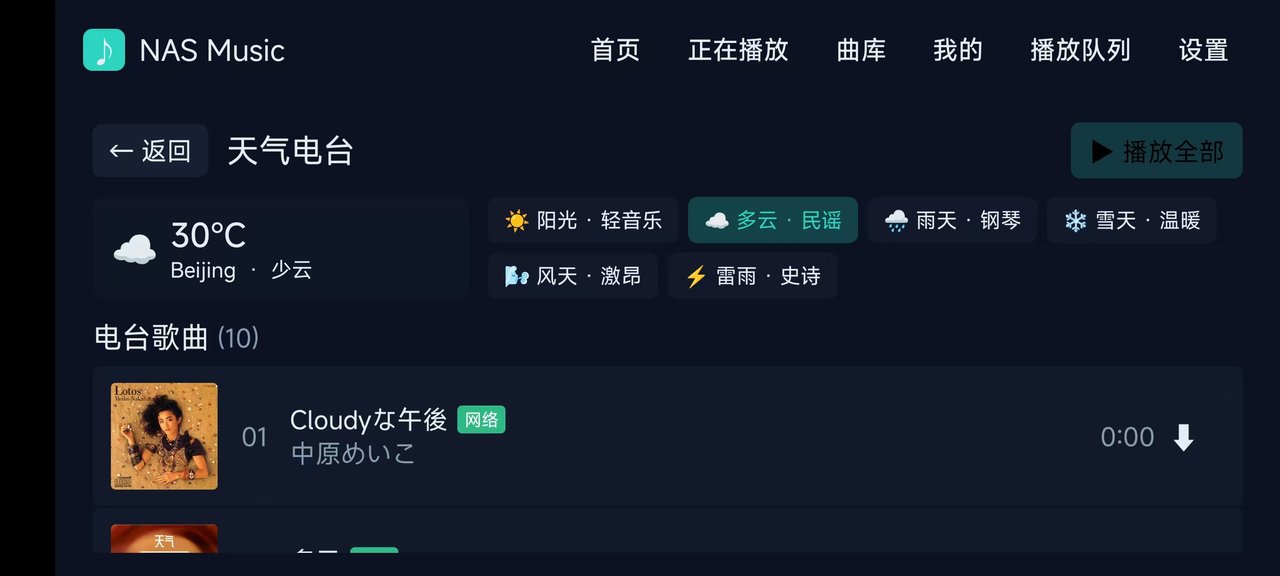 NAS Music
首页 正在播放 曲库 我的 播放队列 设置
← 返回 天气电台 ▶ 播放全部
30°C
Beijing · 少云
阳光 · 轻音乐 多云 · 民谣 雨天 · 钢琴 雪天 · 温暖
风天 · 激昂 雷雨 · 史诗
电台歌曲 (10)
Lotos
01 Cloudyな午後 网络 0:00
中原めいこ
天气